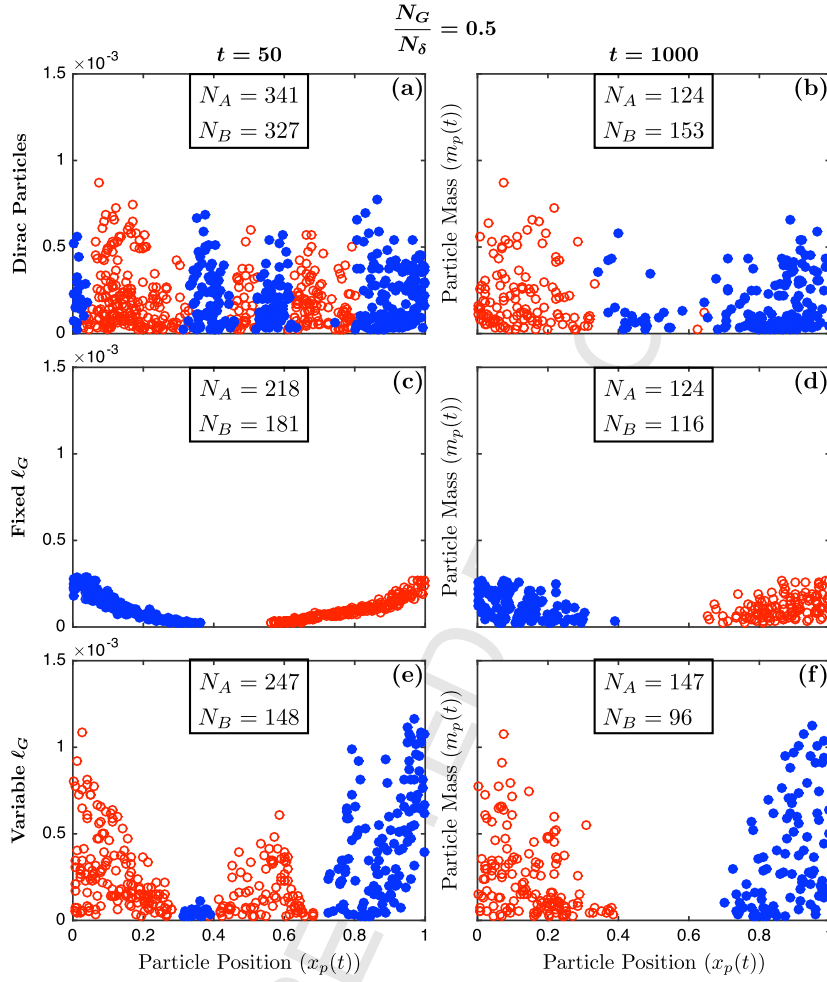 N_G / N_δ = 0.5
t = 50 t = 1000
×10⁻³
1.5 (a) (b)
N_A = 341 N_A = 124
N_B = 327 N_B = 153
1
0.5
0
Dirac Particles Particle Mass (m_p(t))
×10⁻³
1.5 (c) (d)
N_A = 218 N_A = 124
N_B = 181 N_B = 116
1
0.5
0
Fixed ℓ_G Particle Mass (m_p(t))
×10⁻³
1.5 (e) (f)
N_A = 247 N_A = 147
N_B = 148 N_B = 96
1
0.5
0
Variable ℓ_G Particle Mass (m_p(t))
0 0.2 0.4 0.6 0.8 1 0 0.2 0.4 0.6 0.8 1
Particle Position (x_p(t)) Particle Position (x_p(t))